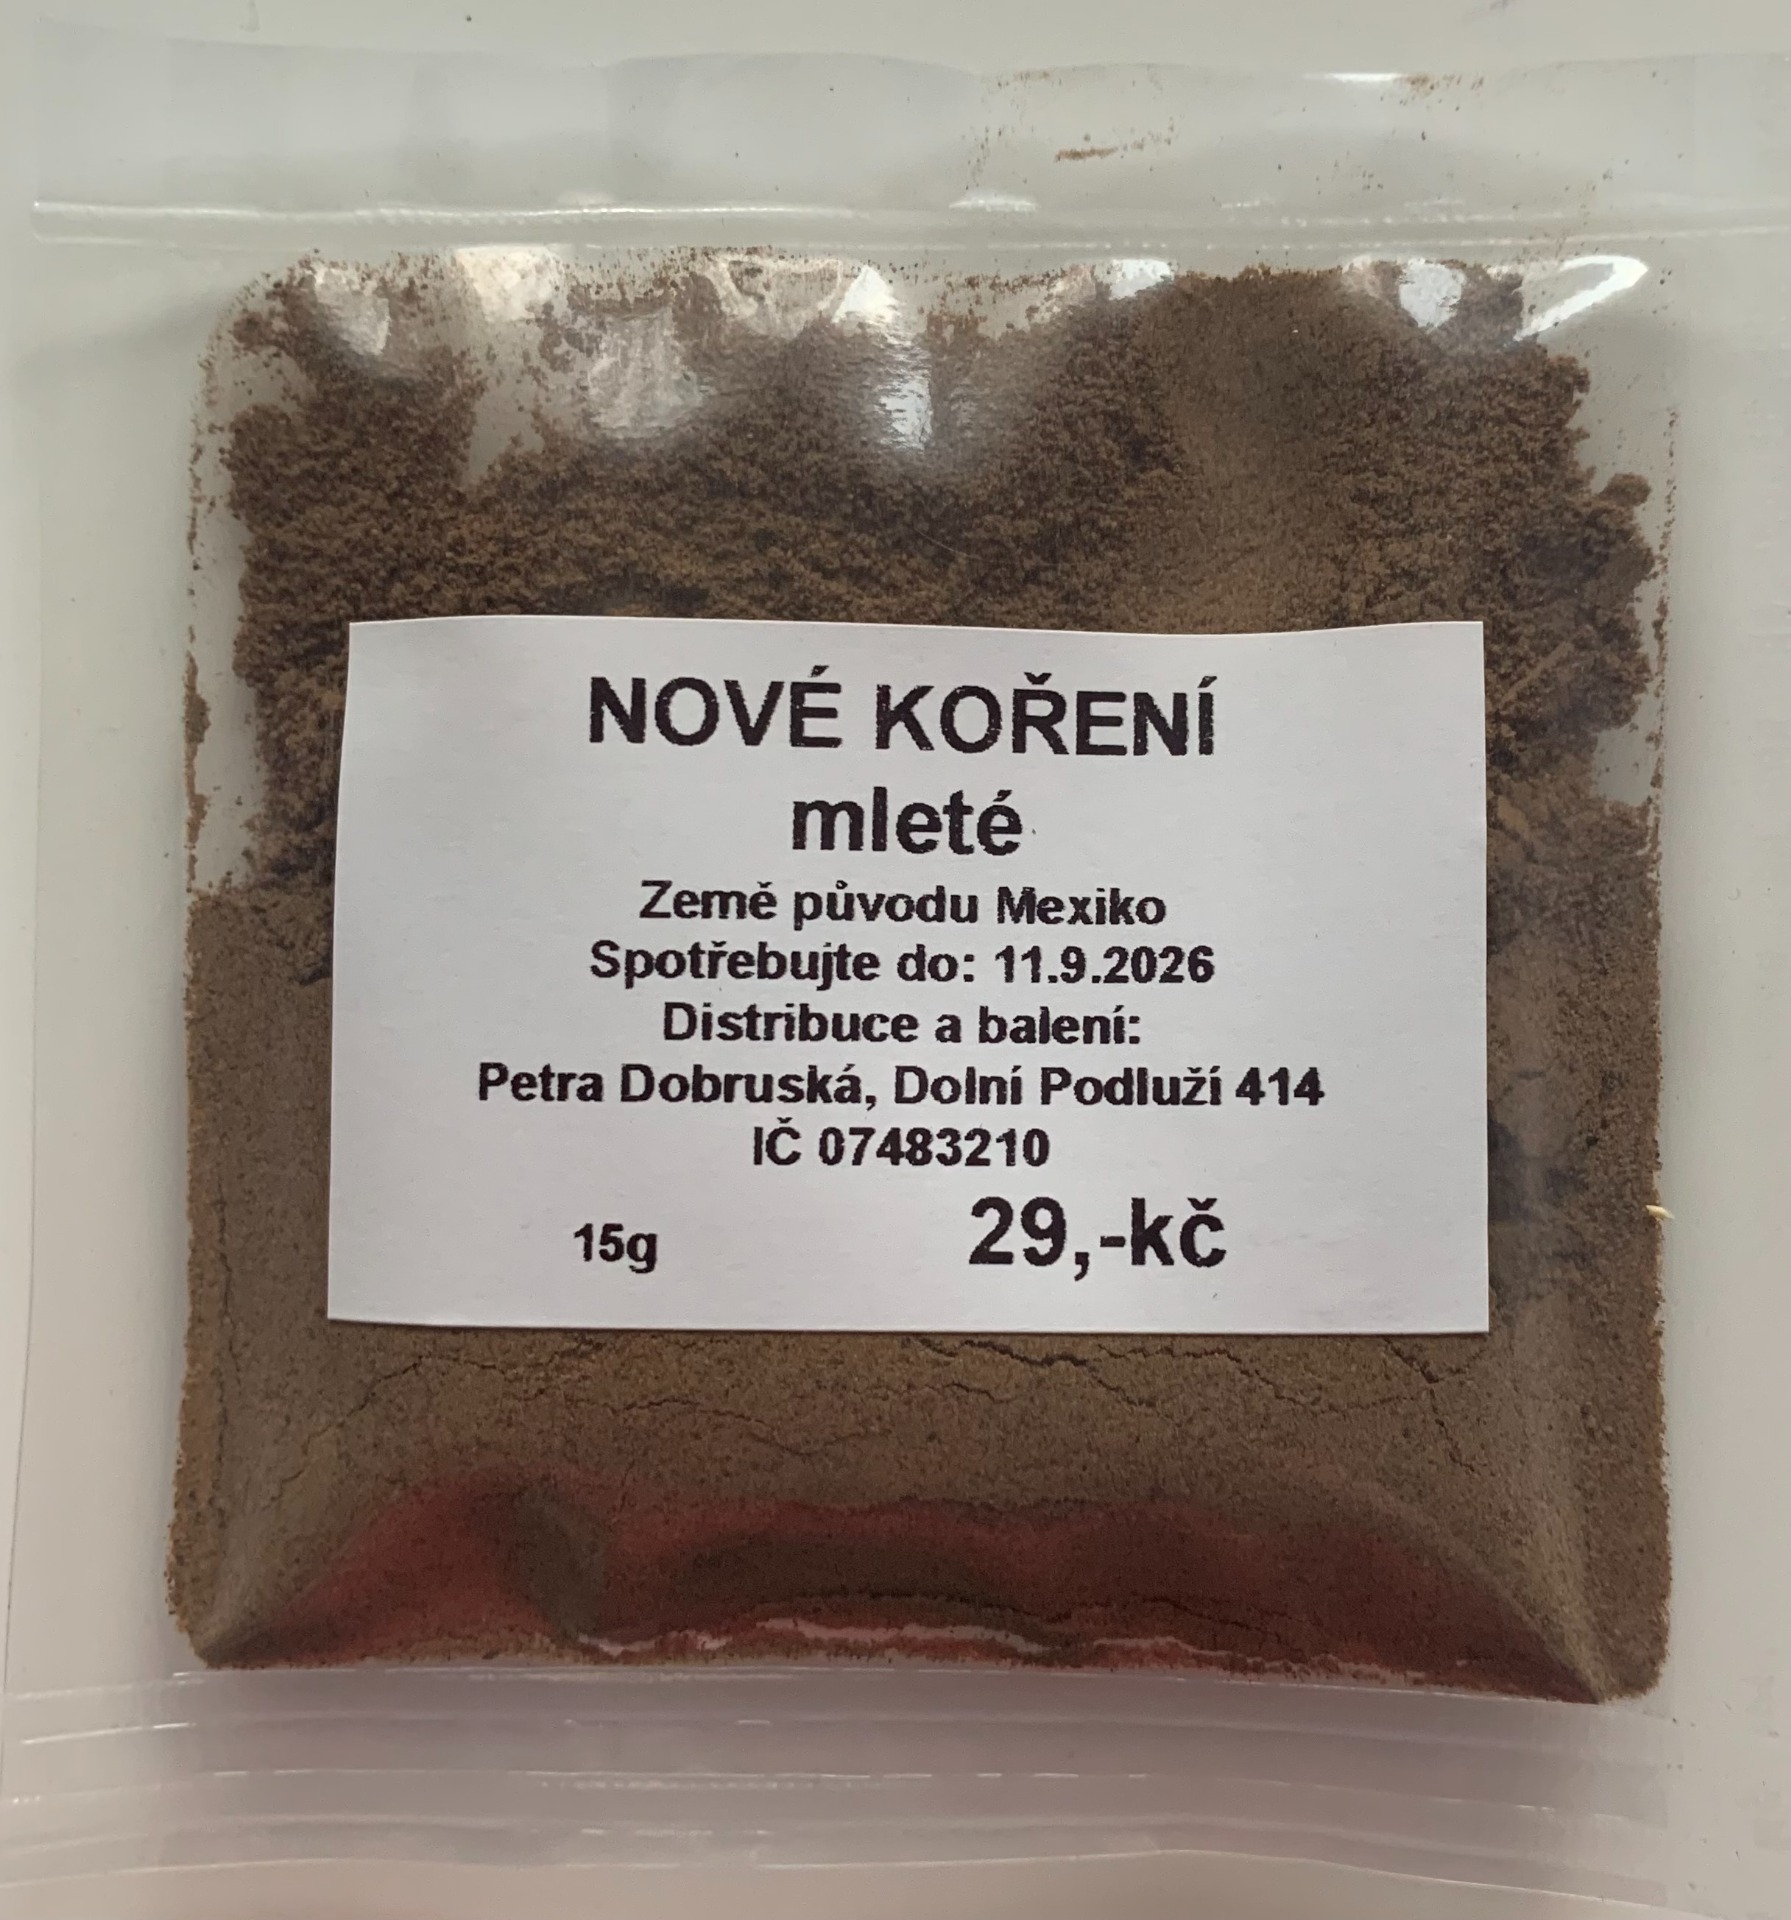 NOVÉ KOŘENÍ
mleté
Země původu Mexiko
Spotřebujte do: 11.9.2026
Distribuce a balení:
Petra Dobruská, Dolní Podluží 414
IČ 07483210
15g 29,-kč